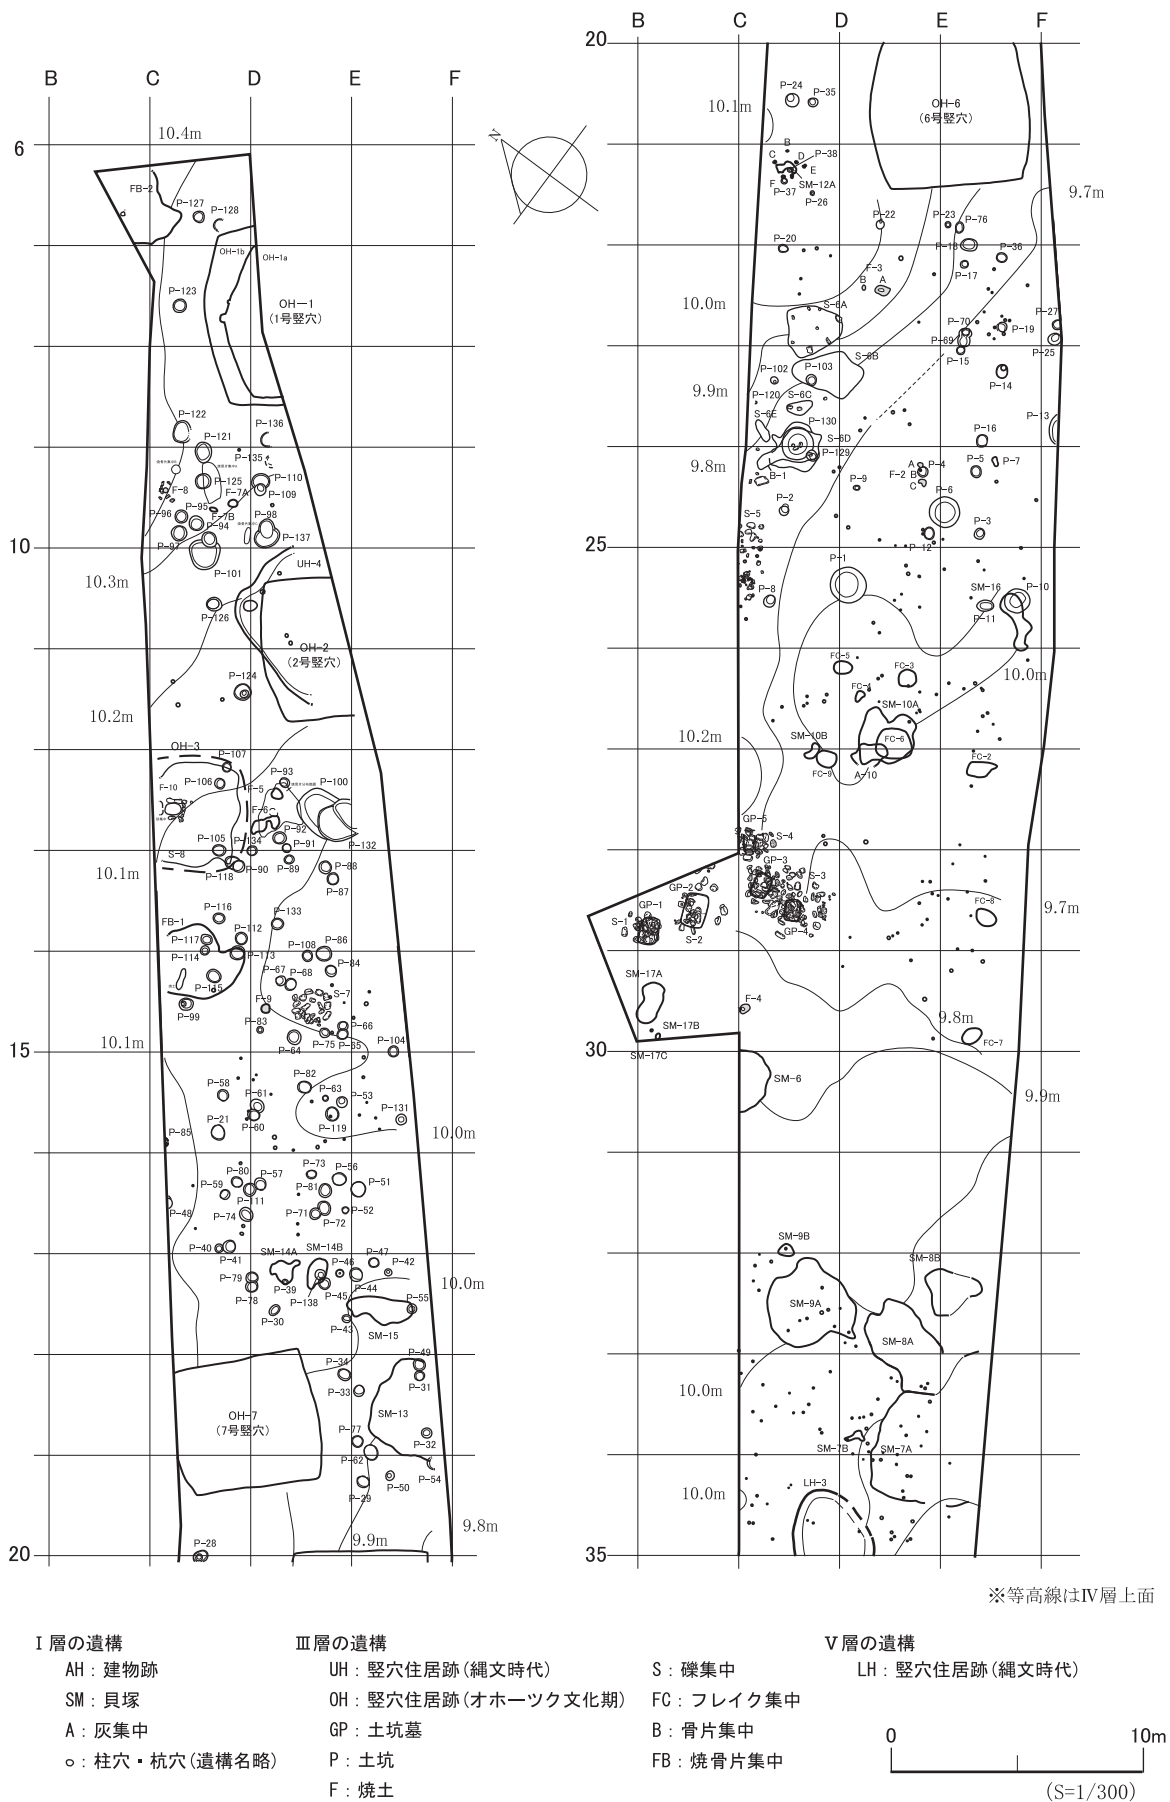 B C D E F
6
10.4m
FB-2
P-127
P-128
OH-1b
OH-1a
P-123
OH-1
(1号竪穴)
P-122
P-121
P-136
P-135
P-110
P-125
F-8
F-7A
P-109
P-96
P-95
F-7B
P-98
P-94
P-97
P-137
10
P-101
UH-4
10.3m
P-126
OH-2
(2号竪穴)
P-124
10.2m
OH-3
P-107
P-106
P-93
P-100
F-10
F-5
F-6
P-92
P-105
P-134
P-91
P-132
S-8
P-118
P-90
P-89
P-88
10.1m
P-87
P-116
P-133
FB-1
P-117
P-112
P-114
P-113
P-108
P-86
P-84
P-67
P-68
P-115
S-7
P-99
F-9
P-83
P-66
P-64
P-75
P-65
P-104
10.1m
15
P-82
P-58
P-61
P-63
P-53
P-21
P-60
P-119
P-131
P-85
10.0m
P-73
P-56
P-80
P-57
P-59
P-81
P-51
P-111
P-48
P-74
P-71
P-72
P-52
P-40
P-41
SM-14A
SM-14B
P-47
P-46
P-42
P-79
P-39
P-44
10.0m
P-78
P-138
P-45
P-55
P-30
P-43
SM-15
P-34
P-49
P-33
P-31
OH-7
(7号竪穴)
SM-13
P-77
P-32
P-62
P-54
P-50
P-29
P-28
9.9m
9.8m
20
B C D E F
20
P-24
P-35
10.1m
OH-6
(6号竪穴)
B
C
D
P-38
E
F
SM-12A
P-37
P-26
9.7m
P-22
P-23
P-76
P-20
F-18
P-36
F-3
P-17
B
A
10.0m
S-6A
P-70
P-19
P-27
P-69
P-25
S-6B
P-15
P-102
P-103
P-14
9.9m
P-120
S-6C
S-6E
P-130
P-13
S-6D
P-16
9.8m
P-129
A
P-4
P-5
P-7
B-1
F-2
B
P-9
C
P-6
P-2
S-5
P-12
P-3
25
P-1
SM-16
P-10
P-8
P-11
FC-5
FC-3
10.0m
FC-4
SM-10A
10.2m
SM-10B
FC-6
FC-9
A-10
FC-2
GP-5
S-4
GP-3
S-3
GP-2
GP-1
S-1
FC-8
9.7m
S-2
GP-4
SM-17A
F-4
SM-17B
9.8m
SM-17C
FC-7
30
SM-6
9.9m
SM-9B
SM-8B
SM-9A
SM-8A
10.0m
SM-7B
SM-7A
10.0m
LH-3
35
※等高線はⅣ層上面
Ⅰ層の遺構
AH：建物跡
SM：貝塚
A：灰集中
o：柱穴・杭穴(遺構名略)
Ⅲ層の遺構
UH：竪穴住居跡(縄文時代)
OH：竪穴住居跡(オホーツク文化期)
GP：土坑墓
P：土坑
F：焼土
S：礫集中
FC：フレイク集中
B：骨片集中
FB：焼骨片集中
Ⅴ層の遺構
LH：竪穴住居跡(縄文時代)
0 10m
(S=1/300)